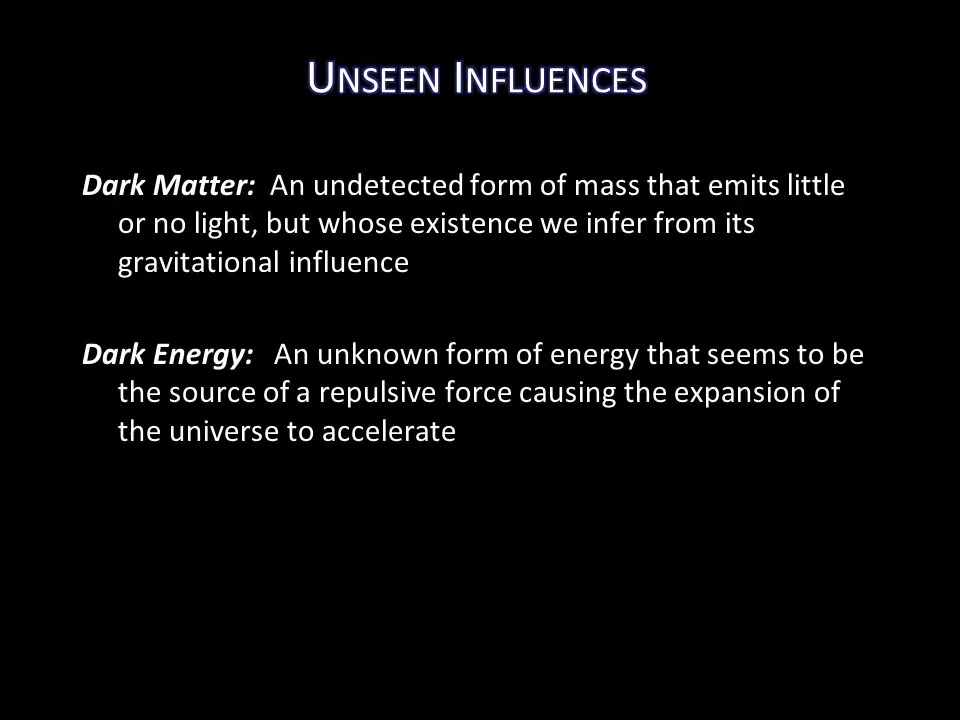 UNSEEN INFLUENCES
Dark Matter: An undetected form of mass that emits little
or no light, but whose existence we infer from its
gravitational influence
Dark Energy: An unknown form of energy that seems to be
the source of a repulsive force causing the expansion of
the universe to accelerate